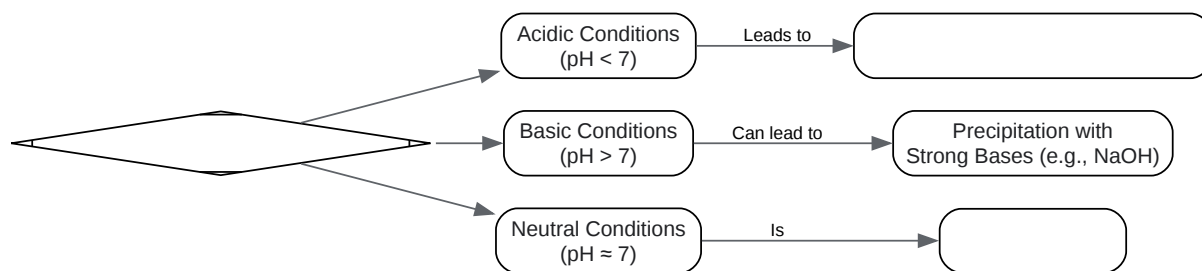 Acidic Conditions
(pH < 7)
Leads to
Basic Conditions
(pH > 7)
Can lead to
Precipitation with
Strong Bases (e.g., NaOH)
Neutral Conditions
(pH ≈ 7)
Is